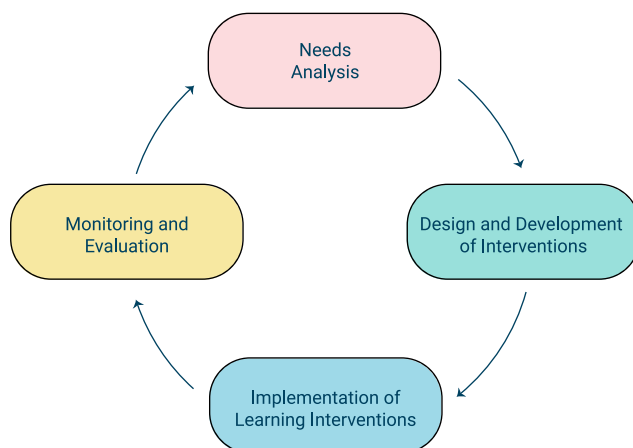 Needs
Analysis
Design and Development
of Interventions
Implementation of
Learning Interventions
Monitoring and
Evaluation